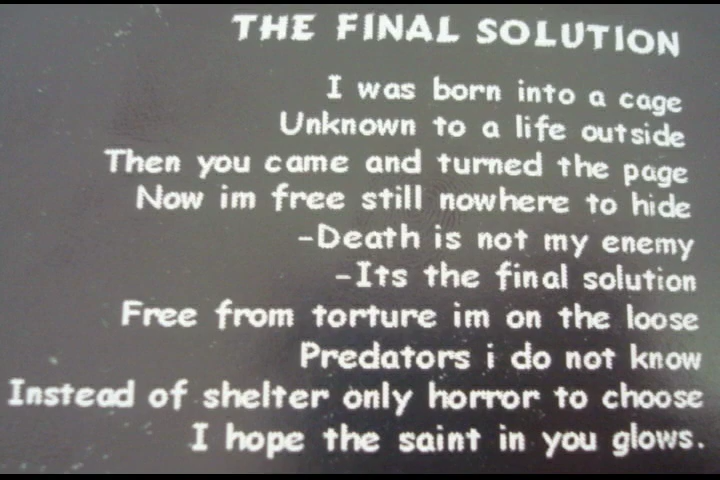 THE FINAL SOLUTION
I was born into a cage
Unknown to a life outside
Then you came and turned the page
Now im free still nowhere to hide
-Death is not my enemy
-Its the final solution
Free from torture im on the loose
Predators i do not know
Instead of shelter only horror to choose
I hope the saint in you glows.